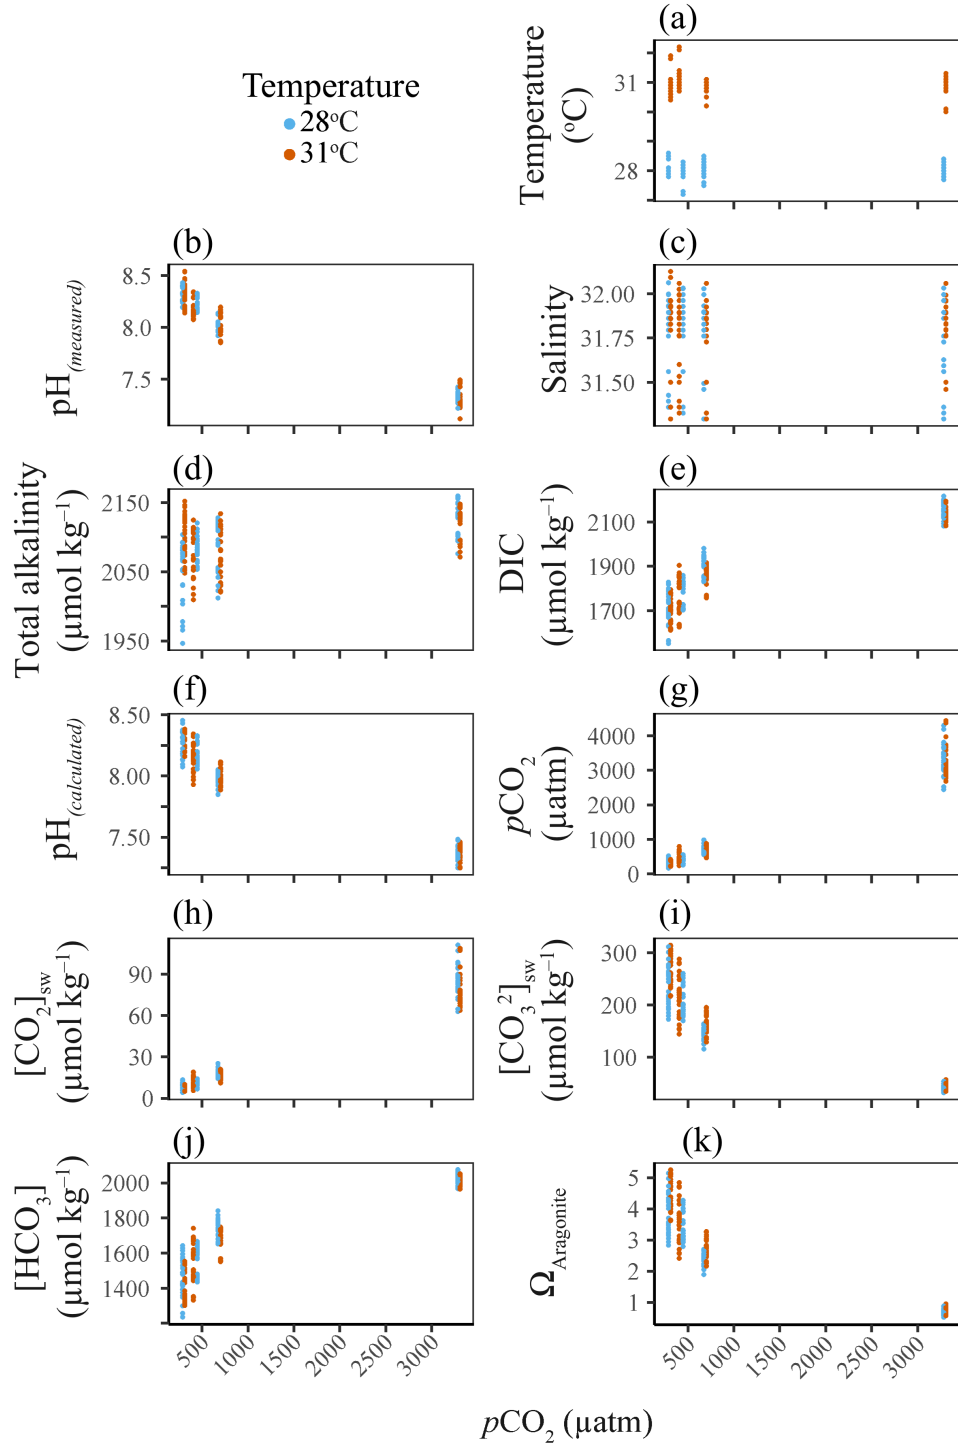 (a)
Temperature
28°C
31°C
Temperature
(°C)
31
28
(b)
pH(measured)
8.5
8.0
7.5
(c)
Salinity
32.00
31.75
31.50
(d)
Total alkalinity
(µmol kg⁻¹)
2150
2050
1950
(e)
DIC
(µmol kg⁻¹)
2100
1900
1700
(f)
pH(calculated)
8.50
8.00
7.50
(g)
pCO₂
(µatm)
4000
3000
2000
1000
0
(h)
[CO₂]sw
(µmol kg⁻¹)
90
60
30
0
(i)
[CO₃²]sw
(µmol kg⁻¹)
300
200
100
(j)
[HCO₃]
(µmol kg⁻¹)
2000
1800
1600
1400
500 1000 1500 2000 2500 3000
(k)
ΩAragonite
5
4
3
2
1
500 1000 1500 2000 2500 3000
pCO₂ (µatm)